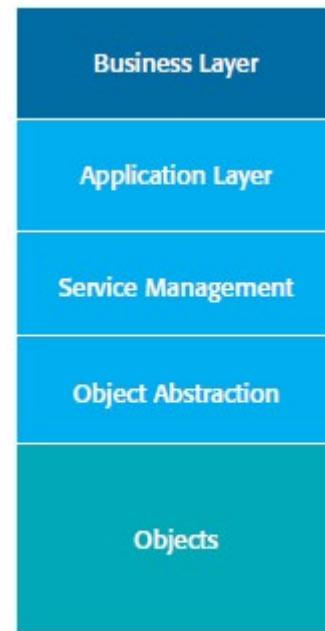 Business Layer
Application Layer
Service Management
Object Abstraction
Objects